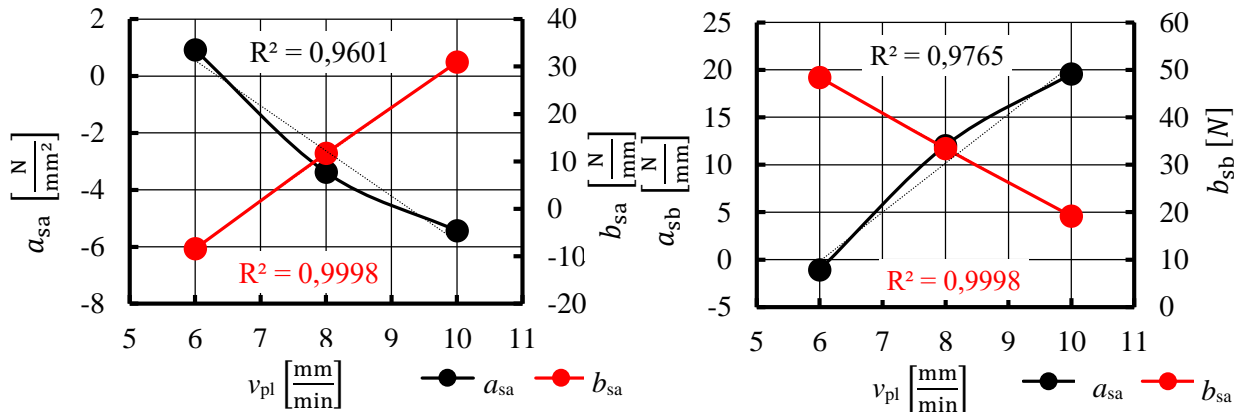 2
0
-2
-4
-6
-8
a_sa [N/mm²]
R² = 0,9601
R² = 0,9998
40
30
20
10
0
-10
-20
b_sa [N/mm]
5 6 7 8 9 10 11
v_pl [mm/min]
a_sa b_sa
a_sb [N/mm]
25
20
15
10
5
0
-5
R² = 0,9765
R² = 0,9998
60
50
40
30
20
10
0
b_sb [N]
5 6 7 8 9 10 11
v_pl [mm/min]
a_sa b_sa